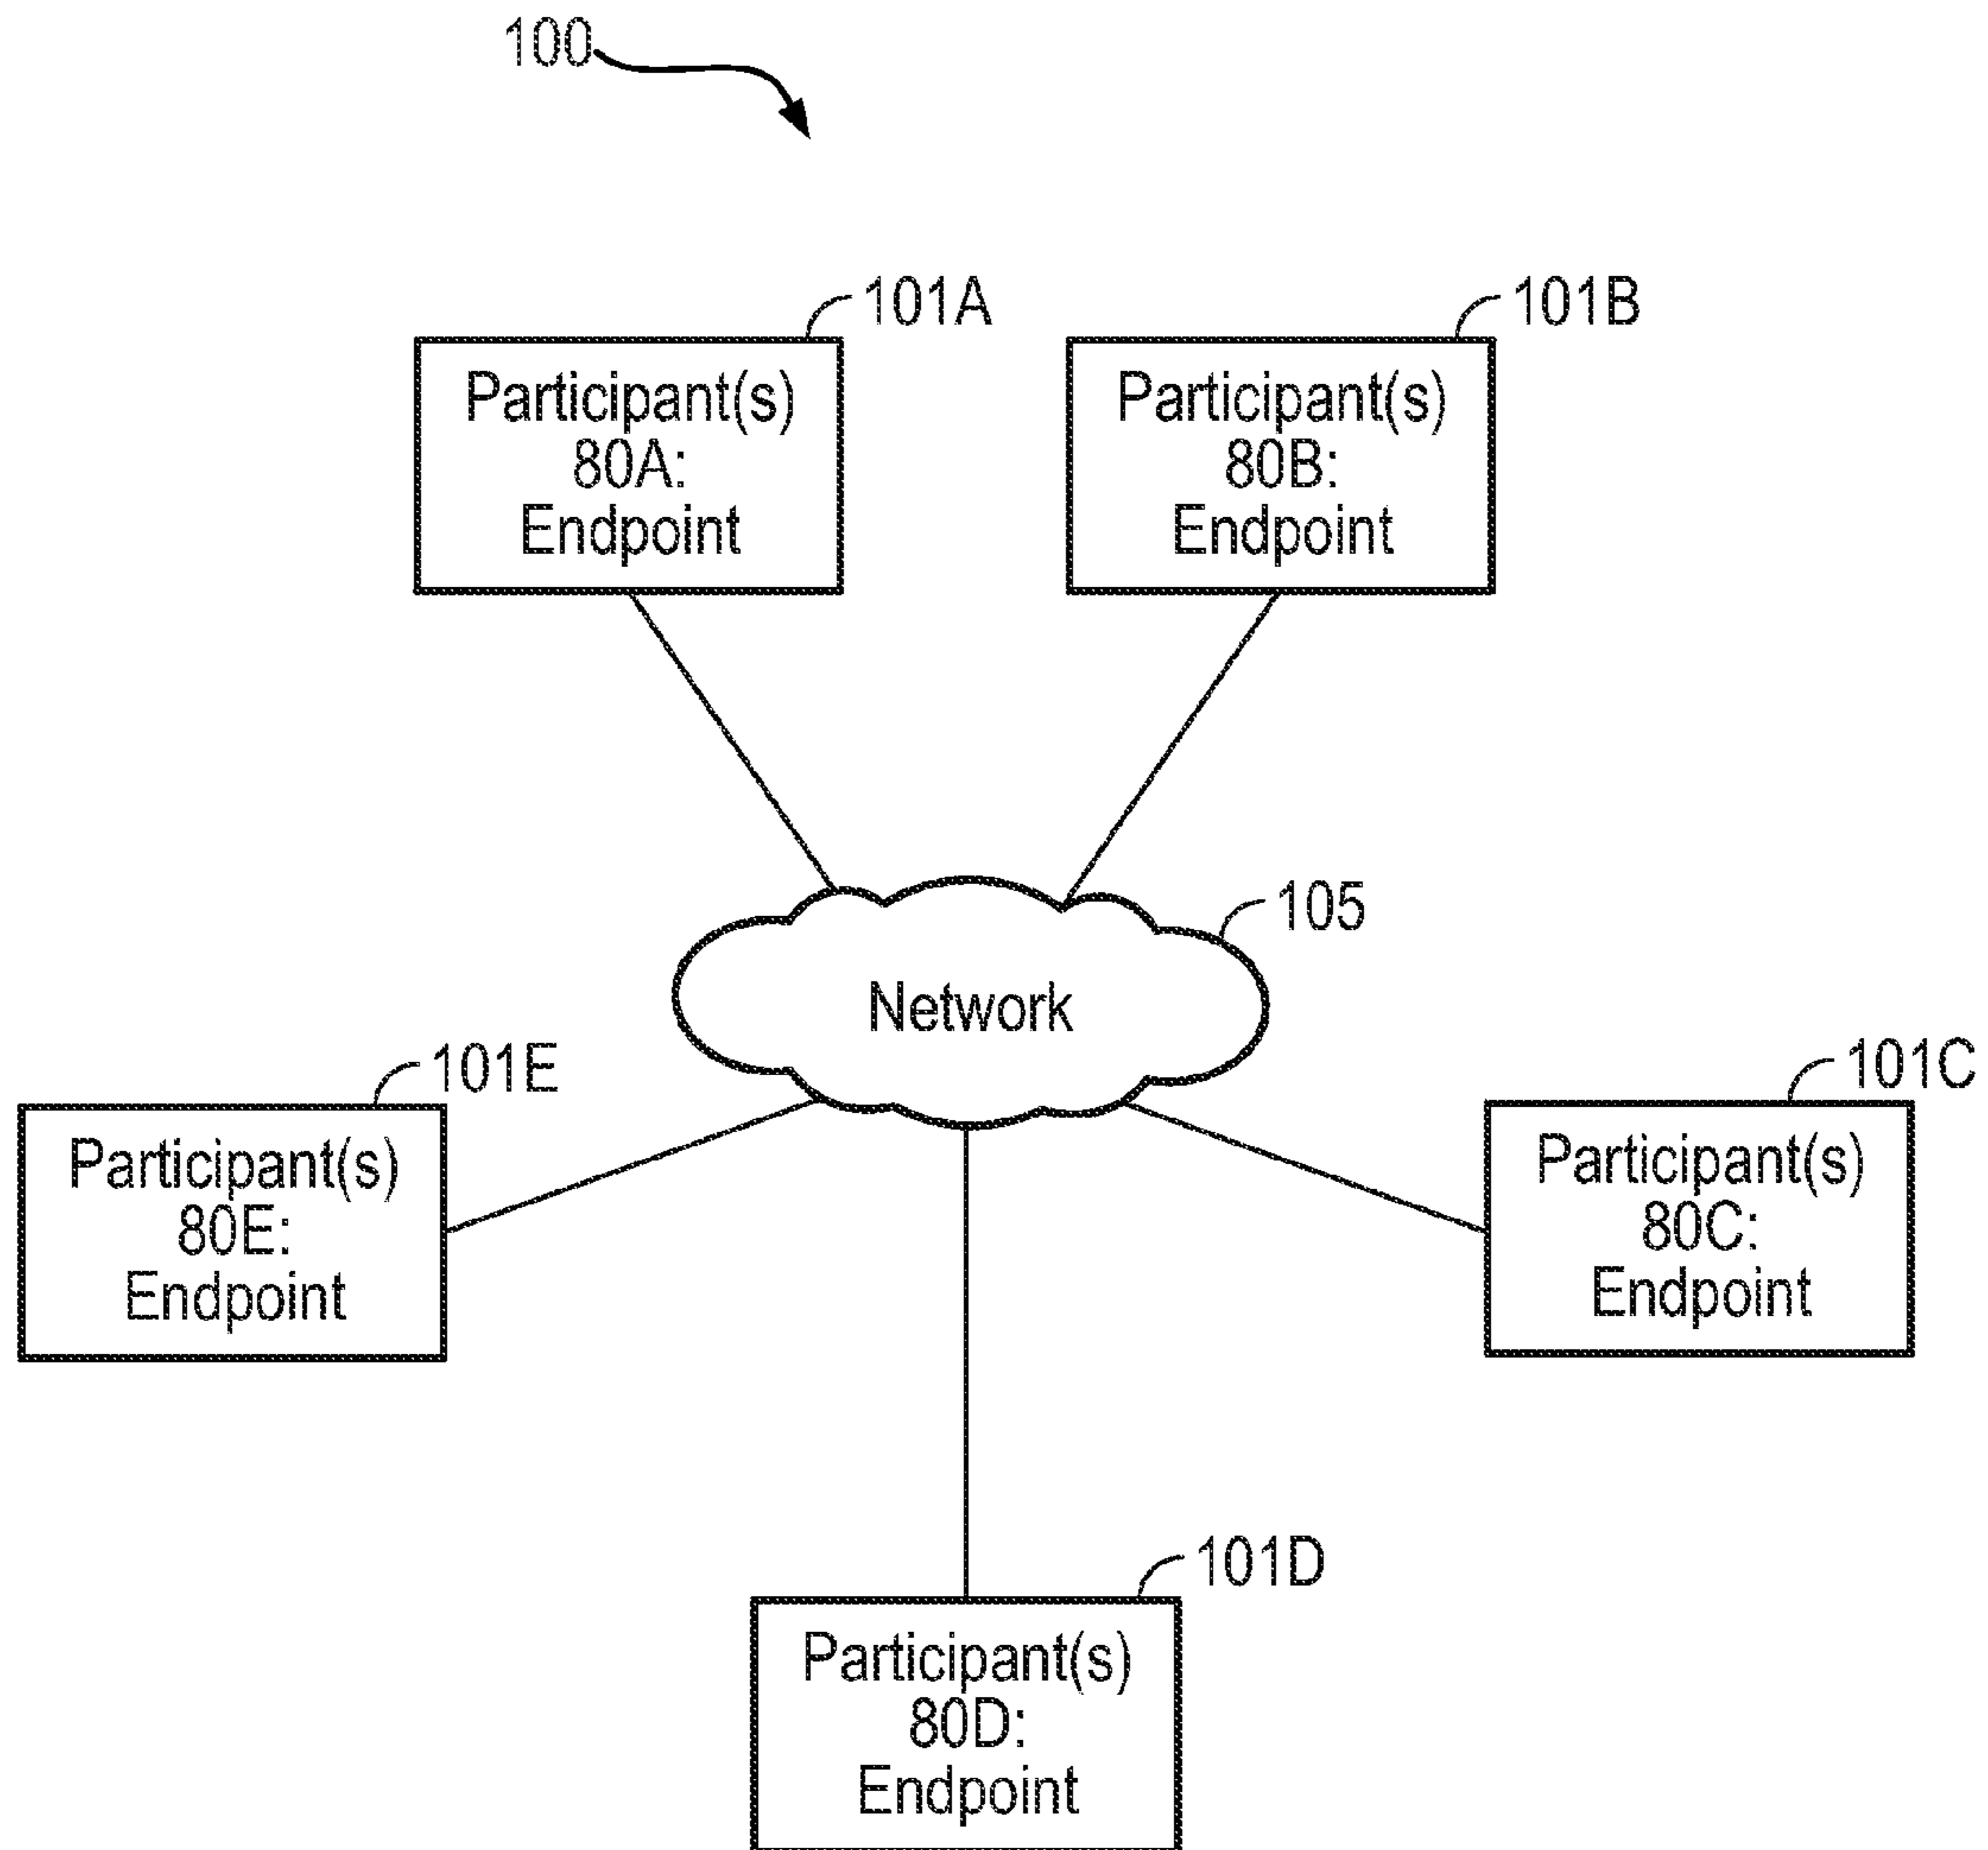 100
101A
Participant(s)
80A:
Endpoint
101B
Participant(s)
80B:
Endpoint
105
Network
101E
Participant(s)
80E:
Endpoint
101C
Participant(s)
80C:
Endpoint
101D
Participant(s)
80D:
Endpoint